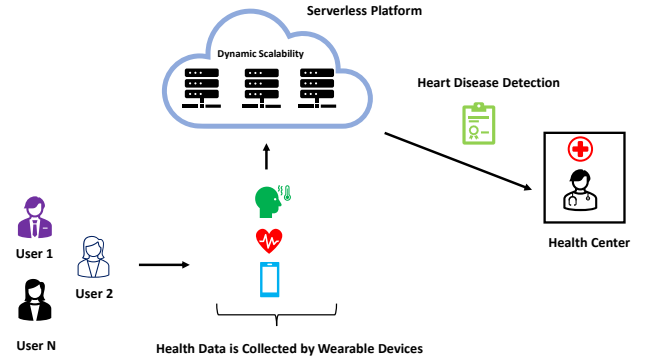 Serverless Platform
Dynamic Scalability
Heart Disease Detection
User 1
User 2
Health Center
User N
Health Data is Collected by Wearable Devices